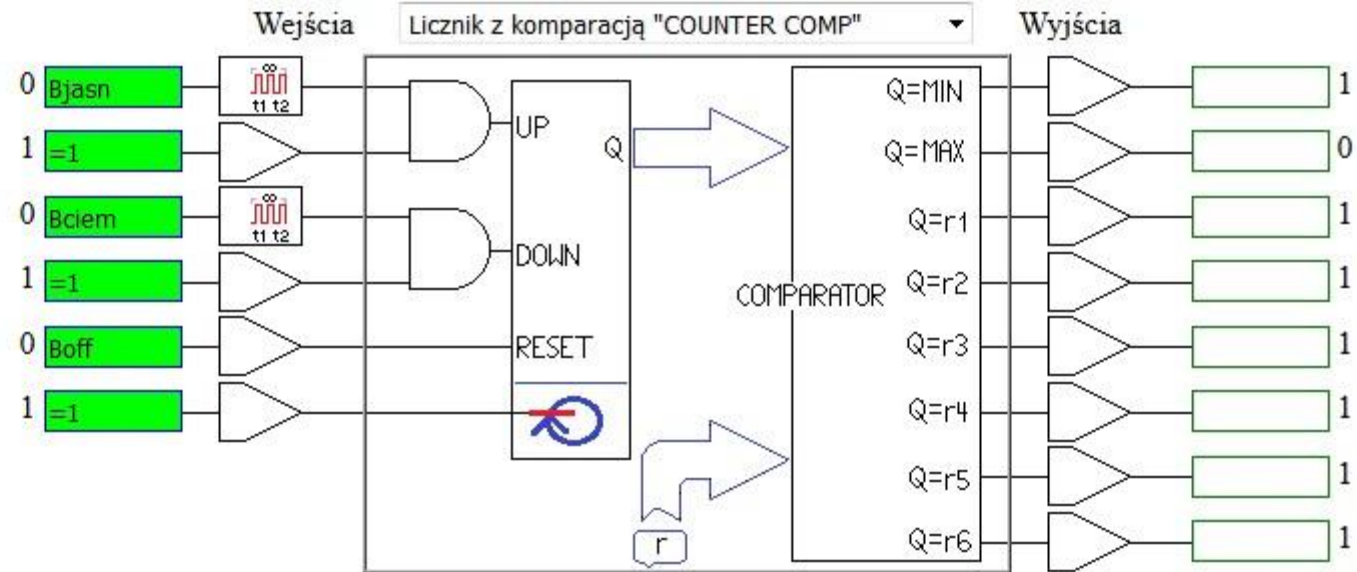 Wejścia Licznik z komparacją "COUNTER COMP" Wyjścia
0 Bjasn ∞ t1 t2 UP Q Q=MIN 1
1 =1 Q=MAX 0
0 Bciem ∞ t1 t2 DOWN Q=r1 1
1 =1 COMPARATOR Q=r2 1
0 Boff RESET Q=r3 1
1 =1 Q=r4 1
Q=r5 1
r Q=r6 1